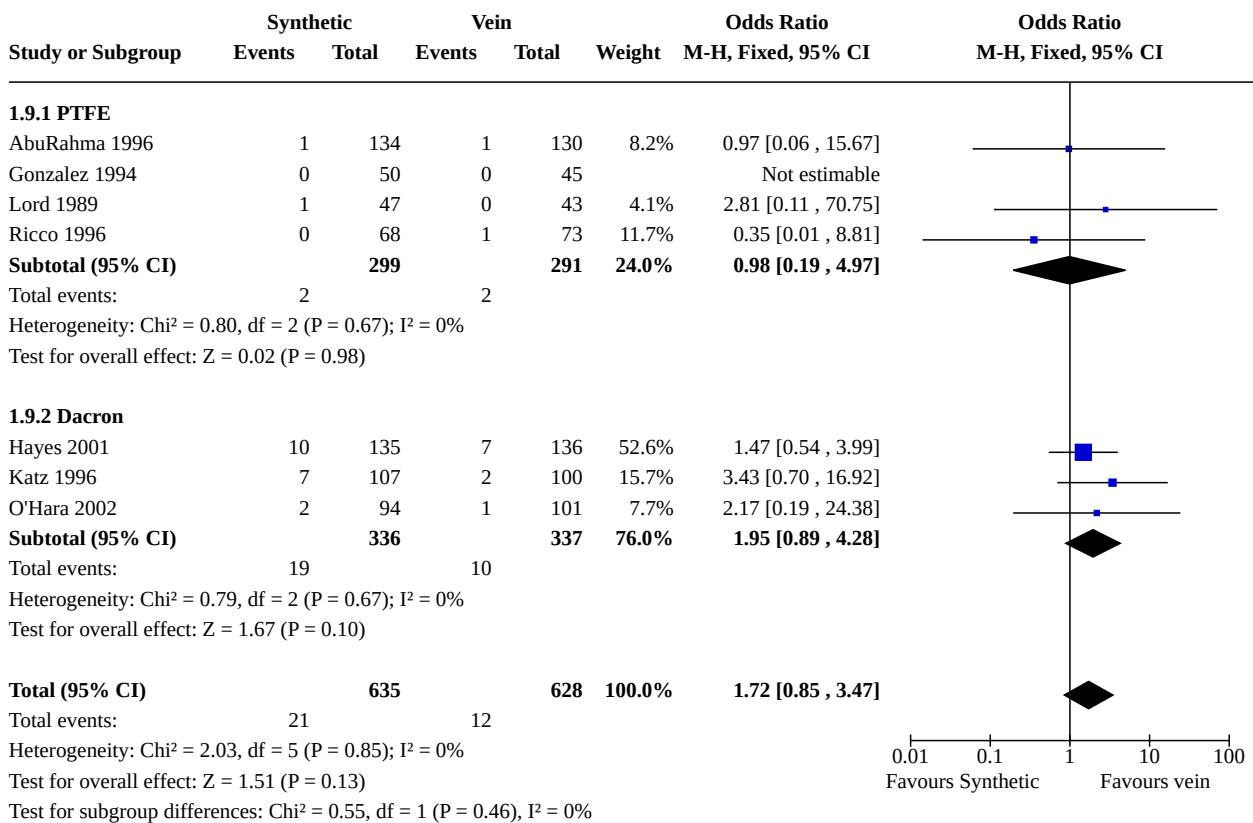 Synthetic Vein Odds Ratio Odds Ratio
Study or Subgroup Events Total Events Total Weight M-H, Fixed, 95% CI M-H, Fixed, 95% CI
1.9.1 PTFE
AbuRahma 1996 1 134 1 130 8.2% 0.97 [0.06 , 15.67]
Gonzalez 1994 0 50 0 45 Not estimable
Lord 1989 1 47 0 43 4.1% 2.81 [0.11 , 70.75]
Ricco 1996 0 68 1 73 11.7% 0.35 [0.01 , 8.81]
Subtotal (95% CI) 299 291 24.0% 0.98 [0.19 , 4.97]
Total events: 2 2
Heterogeneity: Chi² = 0.80, df = 2 (P = 0.67); I² = 0%
Test for overall effect: Z = 0.02 (P = 0.98)
1.9.2 Dacron
Hayes 2001 10 135 7 136 52.6% 1.47 [0.54 , 3.99]
Katz 1996 7 107 2 100 15.7% 3.43 [0.70 , 16.92]
O'Hara 2002 2 94 1 101 7.7% 2.17 [0.19 , 24.38]
Subtotal (95% CI) 336 337 76.0% 1.95 [0.89 , 4.28]
Total events: 19 10
Heterogeneity: Chi² = 0.79, df = 2 (P = 0.67); I² = 0%
Test for overall effect: Z = 1.67 (P = 0.10)
Total (95% CI) 635 628 100.0% 1.72 [0.85 , 3.47]
Total events: 21 12
Heterogeneity: Chi² = 2.03, df = 5 (P = 0.85); I² = 0%
0.01 0.1 1 10 100
Test for overall effect: Z = 1.51 (P = 0.13) Favours Synthetic Favours vein
Test for subgroup differences: Chi² = 0.55, df = 1 (P = 0.46), I² = 0%